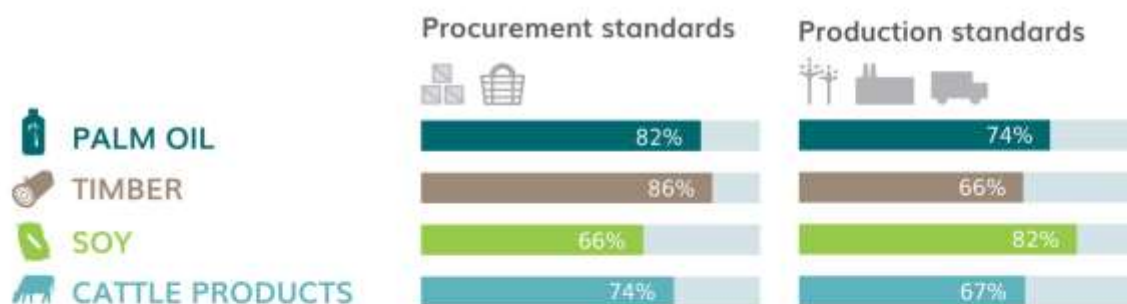 Procurement standards
Production standards
PALM OIL 82% 74%
TIMBER 86% 66%
SOY 66% 82%
CATTLE PRODUCTS 74% 67%